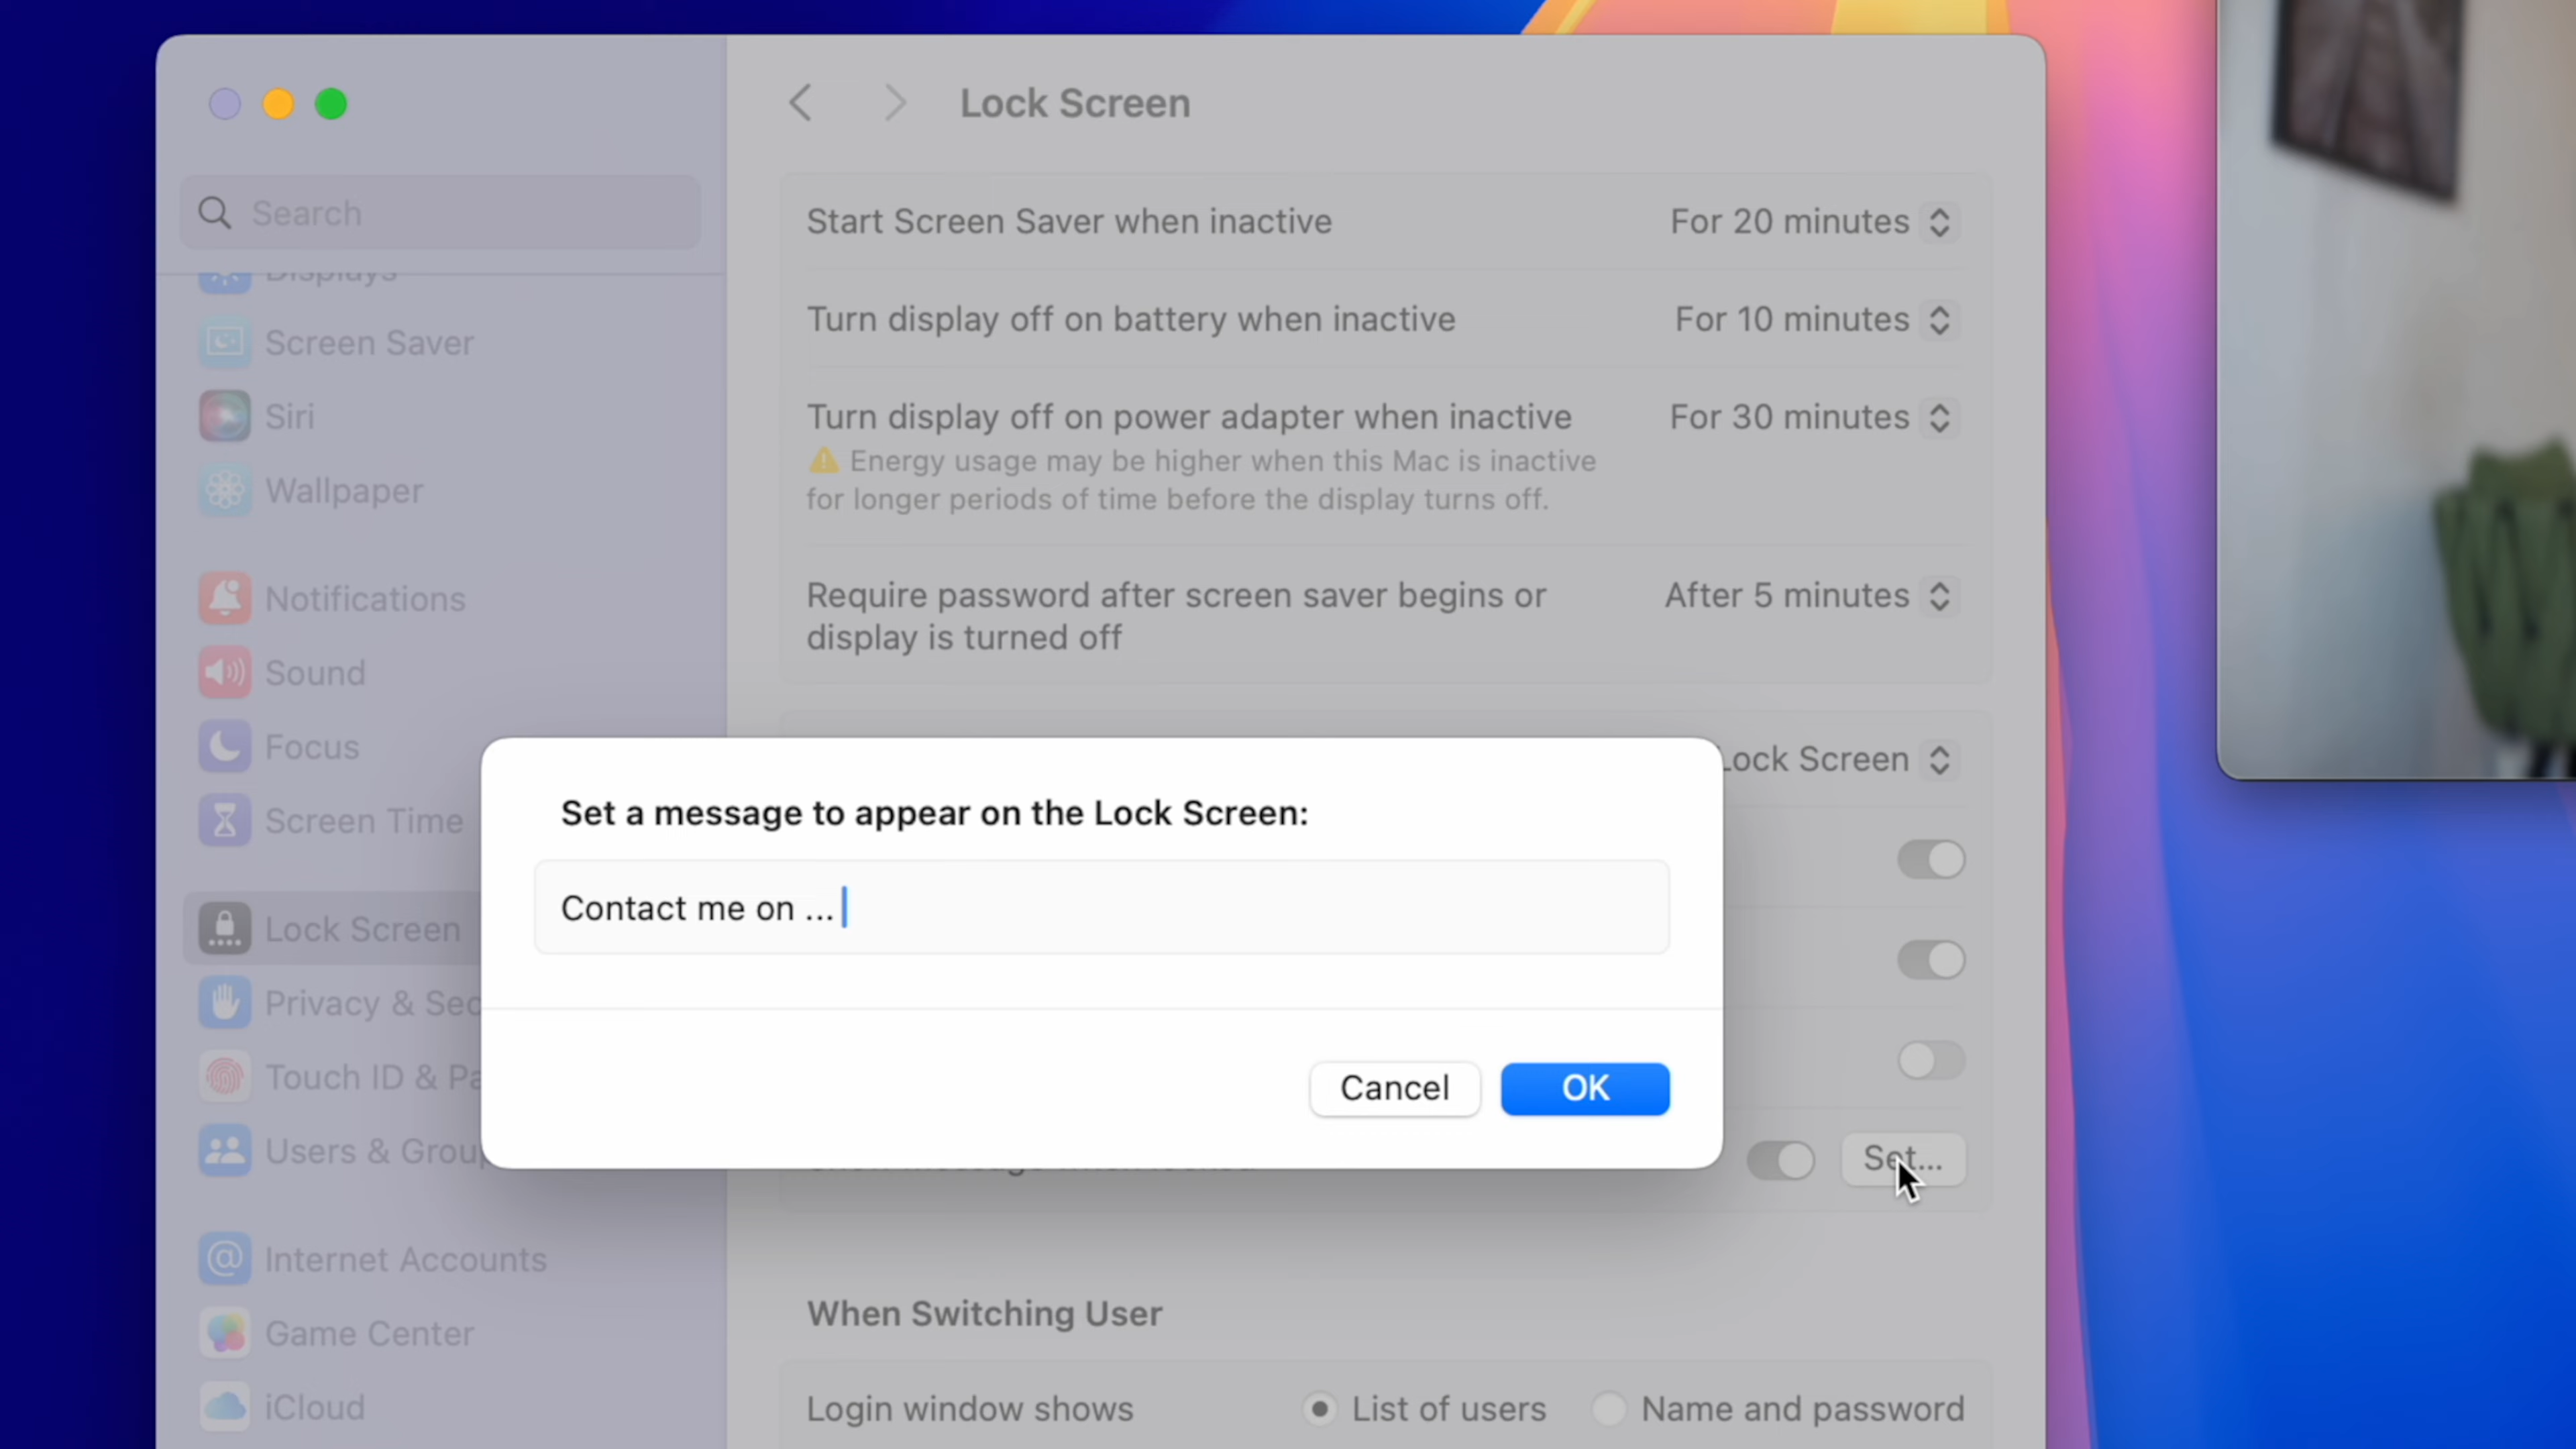 Lock Screen
Search
Displays
Screen Saver
Siri
Wallpaper
Notifications
Sound
Focus
Screen Time
Lock Screen
Privacy & Sec
Touch ID & Pa
Users & Group
Internet Accounts
Game Center
iCloud
Start Screen Saver when inactive For 20 minutes
Turn display off on battery when inactive For 10 minutes
Turn display off on power adapter when inactive For 30 minutes
Energy usage may be higher when this Mac is inactive
for longer periods of time before the display turns off.
Require password after screen saver begins or After 5 minutes
display is turned off
Lock Screen
Set a message to appear on the Lock Screen:
Contact me on ...
Cancel OK
Set...
When Switching User
Login window shows List of users Name and password